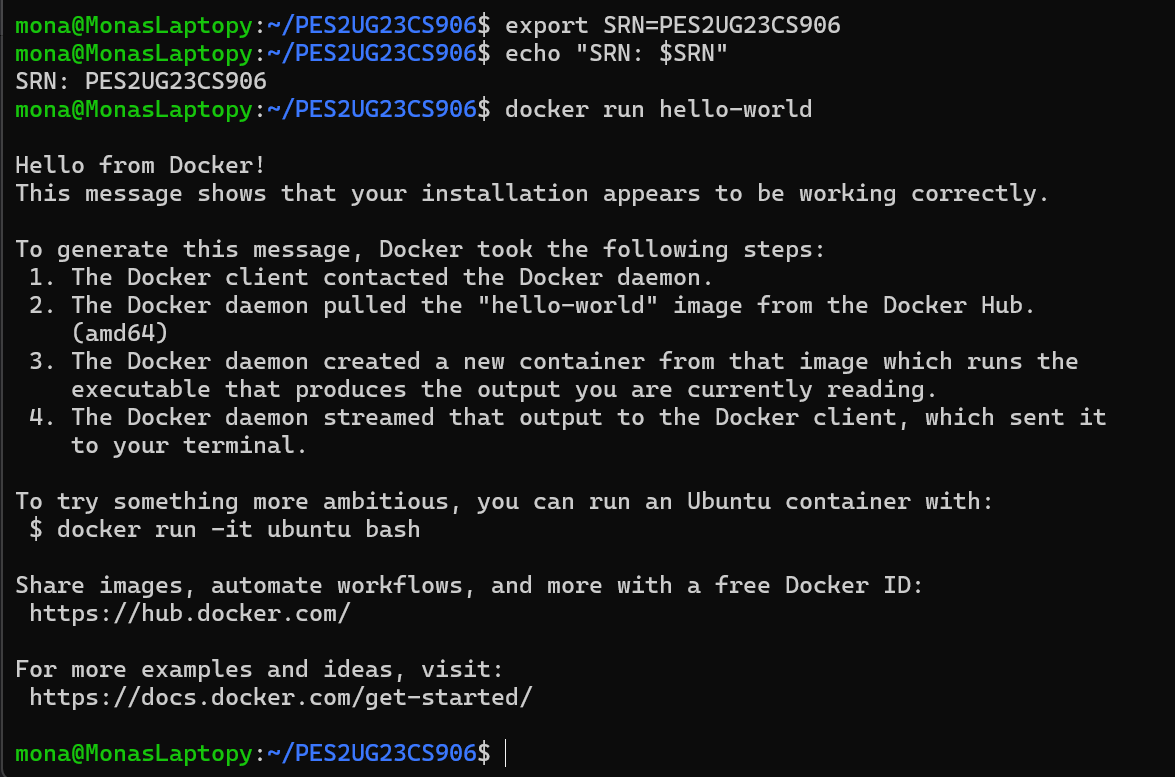 mona@MonasLaptopy:~/PES2UG23CS906$ export SRN=PES2UG23CS906
mona@MonasLaptopy:~/PES2UG23CS906$ echo "SRN: $SRN"
SRN: PES2UG23CS906
mona@MonasLaptopy:~/PES2UG23CS906$ docker run hello-world
Hello from Docker!
This message shows that your installation appears to be working correctly.
To generate this message, Docker took the following steps:
1. The Docker client contacted the Docker daemon.
2. The Docker daemon pulled the "hello-world" image from the Docker Hub.
(amd64)
3. The Docker daemon created a new container from that image which runs the
executable that produces the output you are currently reading.
4. The Docker daemon streamed that output to the Docker client, which sent it
to your terminal.
To try something more ambitious, you can run an Ubuntu container with:
$ docker run -it ubuntu bash
Share images, automate workflows, and more with a free Docker ID:
https://hub.docker.com/
For more examples and ideas, visit:
https://docs.docker.com/get-started/
mona@MonasLaptopy:~/PES2UG23CS906$